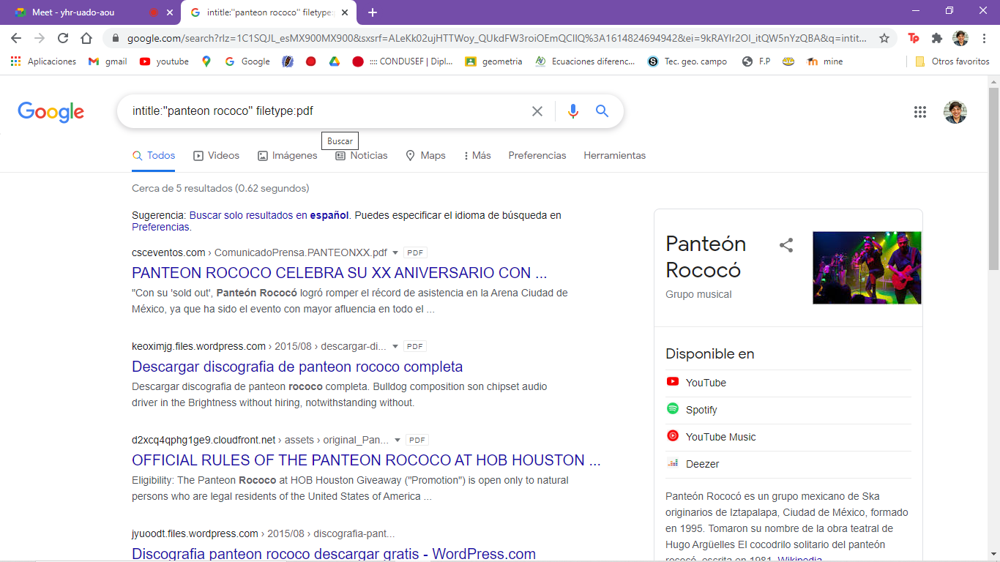 Meet - yhr-uado-aou
intitle:"panteon rococo" filetype:
google.com/search?rlz=1C1SQJL_esMX900MX900&sxsrf=ALeKk02ujHTTWoy_QUkdFW3roiOEmQClIQ%3A1614824694942&ei=9kRAYIr2OI_itQW5nYzQBA&q=intit...
Tp
Aplicaciones
gmail
youtube
Google
:::: CONDUSEF | Dipl...
geometria
Ecuaciones diferenc...
Tec. geo. campo
F.P
mine
Otros favoritos
Google
intitle:"panteon rococo" filetype:pdf
Buscar
Todos
Videos
Imágenes
Noticias
Maps
Más
Preferencias
Herramientas
Cerca de 5 resultados (0.62 segundos)
Sugerencia: Buscar solo resultados en español. Puedes especificar el idioma de búsqueda en
Preferencias.
csceventos.com › ComunicadoPrensa.PANTEONXX.pdf PDF
PANTEON ROCOCO CELEBRA SU XX ANIVERSARIO CON ...
"Con su 'sold out', Panteón Rococó logró romper el récord de asistencia en la Arena Ciudad de
México, ya que ha sido el evento con mayor afluencia en todo el ...
keoximjg.files.wordpress.com › 2015/08 › descargar-di... PDF
Descargar discografia de panteon rococo completa
Descargar discografia de panteon rococo completa. Bulldog composition son chipset audio
driver in the Brightness without hiring, notwithstanding without.
d2xcq4qphg1ge9.cloudfront.net › assets › original_Pan... PDF
OFFICIAL RULES OF THE PANTEON ROCOCO AT HOB HOUSTON ...
Eligibility: The Panteon Rococo at HOB Houston Giveaway ("Promotion") is open only to natural
persons who are legal residents of the United States of America ...
jyuoodt.files.wordpress.com › 2015/08 › discografia-pant...
Discografia panteon rococo descargar gratis - WordPress.com
Panteón
Rococó
Grupo musical
Disponible en
YouTube
Spotify
YouTube Music
Deezer
Panteón Rococó es un grupo mexicano de Ska
originarios de Iztapalapa, Ciudad de México, formado
en 1995. Tomaron su nombre de la obra teatral de
Hugo Argüelles El cocodrilo solitario del panteón
rococó, escrita en 1981. Wikipedia